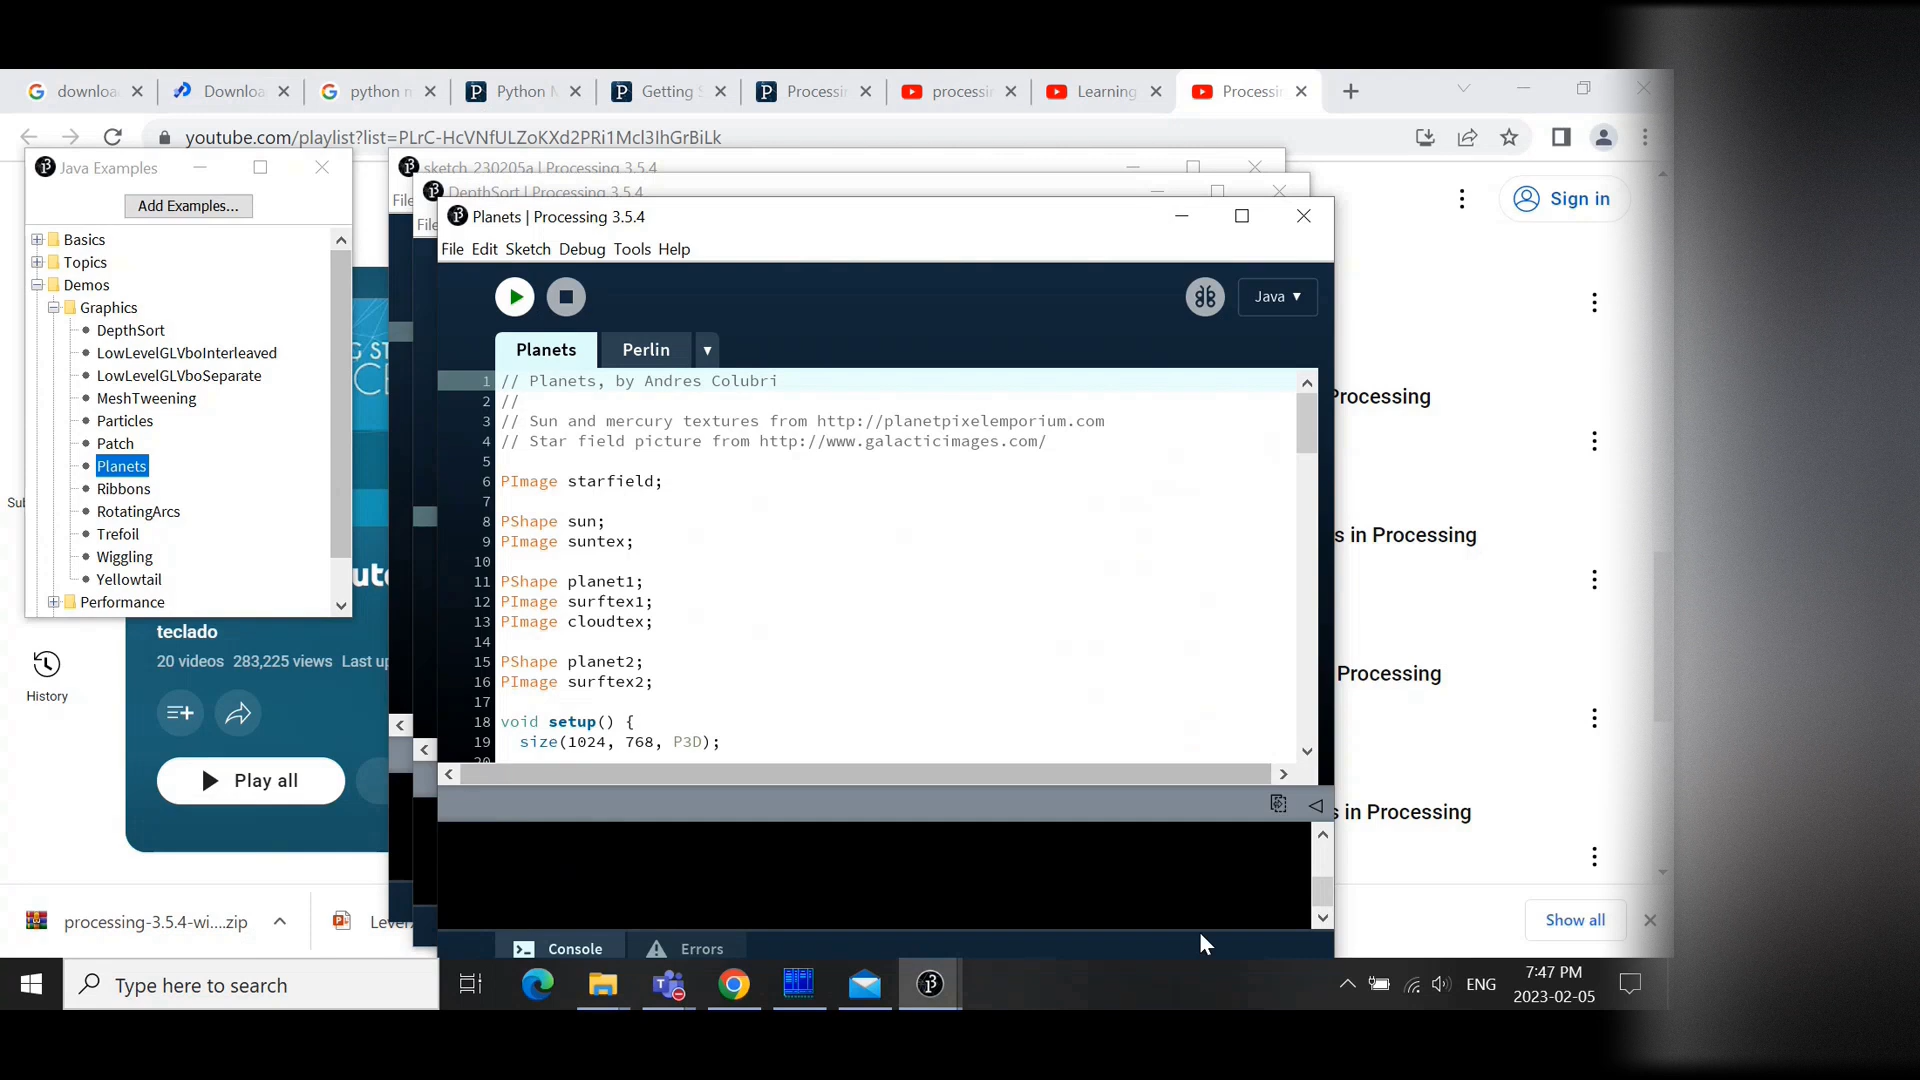 downloa
Downloa
python m
Python M
Getting S
Processin
processin
Learning
Processin
youtube.com/playlist?list=PLrC-HcVNfULZoKXd2PRi1Mcl3IhGrBiLk
Java Examples
Add Examples...
Basics
Topics
Demos
Graphics
DepthSort
LowLevelGLVboInterleaved
LowLevelGLVboSeparate
MeshTweening
Particles
Patch
Planets
Ribbons
RotatingArcs
Trefoil
Wiggling
Yellowtail
Performance
sketch_230205a | Processing 3.5.4
File
DepthSort | Processing 3.5.4
File
Planets | Processing 3.5.4
File Edit Sketch Debug Tools Help
Java
Planets Perlin
1 // Planets, by Andres Colubri
2 //
3 // Sun and mercury textures from http://planetpixelemporium.com
4 // Star field picture from http://www.galacticimages.com/
5
6 PImage starfield;
7
8 PShape sun;
9 PImage suntex;
10
11 PShape planet1;
12 PImage surftex1;
13 PImage cloudtex;
14
15 PShape planet2;
16 PImage surftex2;
17
18 void setup() {
19 size(1024, 768, P3D);
20
Console Errors
Sign in
Processing
s in Processing
Processing
s in Processing
Su
History
teclado
20 videos 283,225 views Last up
Play all
processing-3.5.4-wi....zip
Lever
Show all
Type here to search
ENG
7:47 PM
2023-02-05